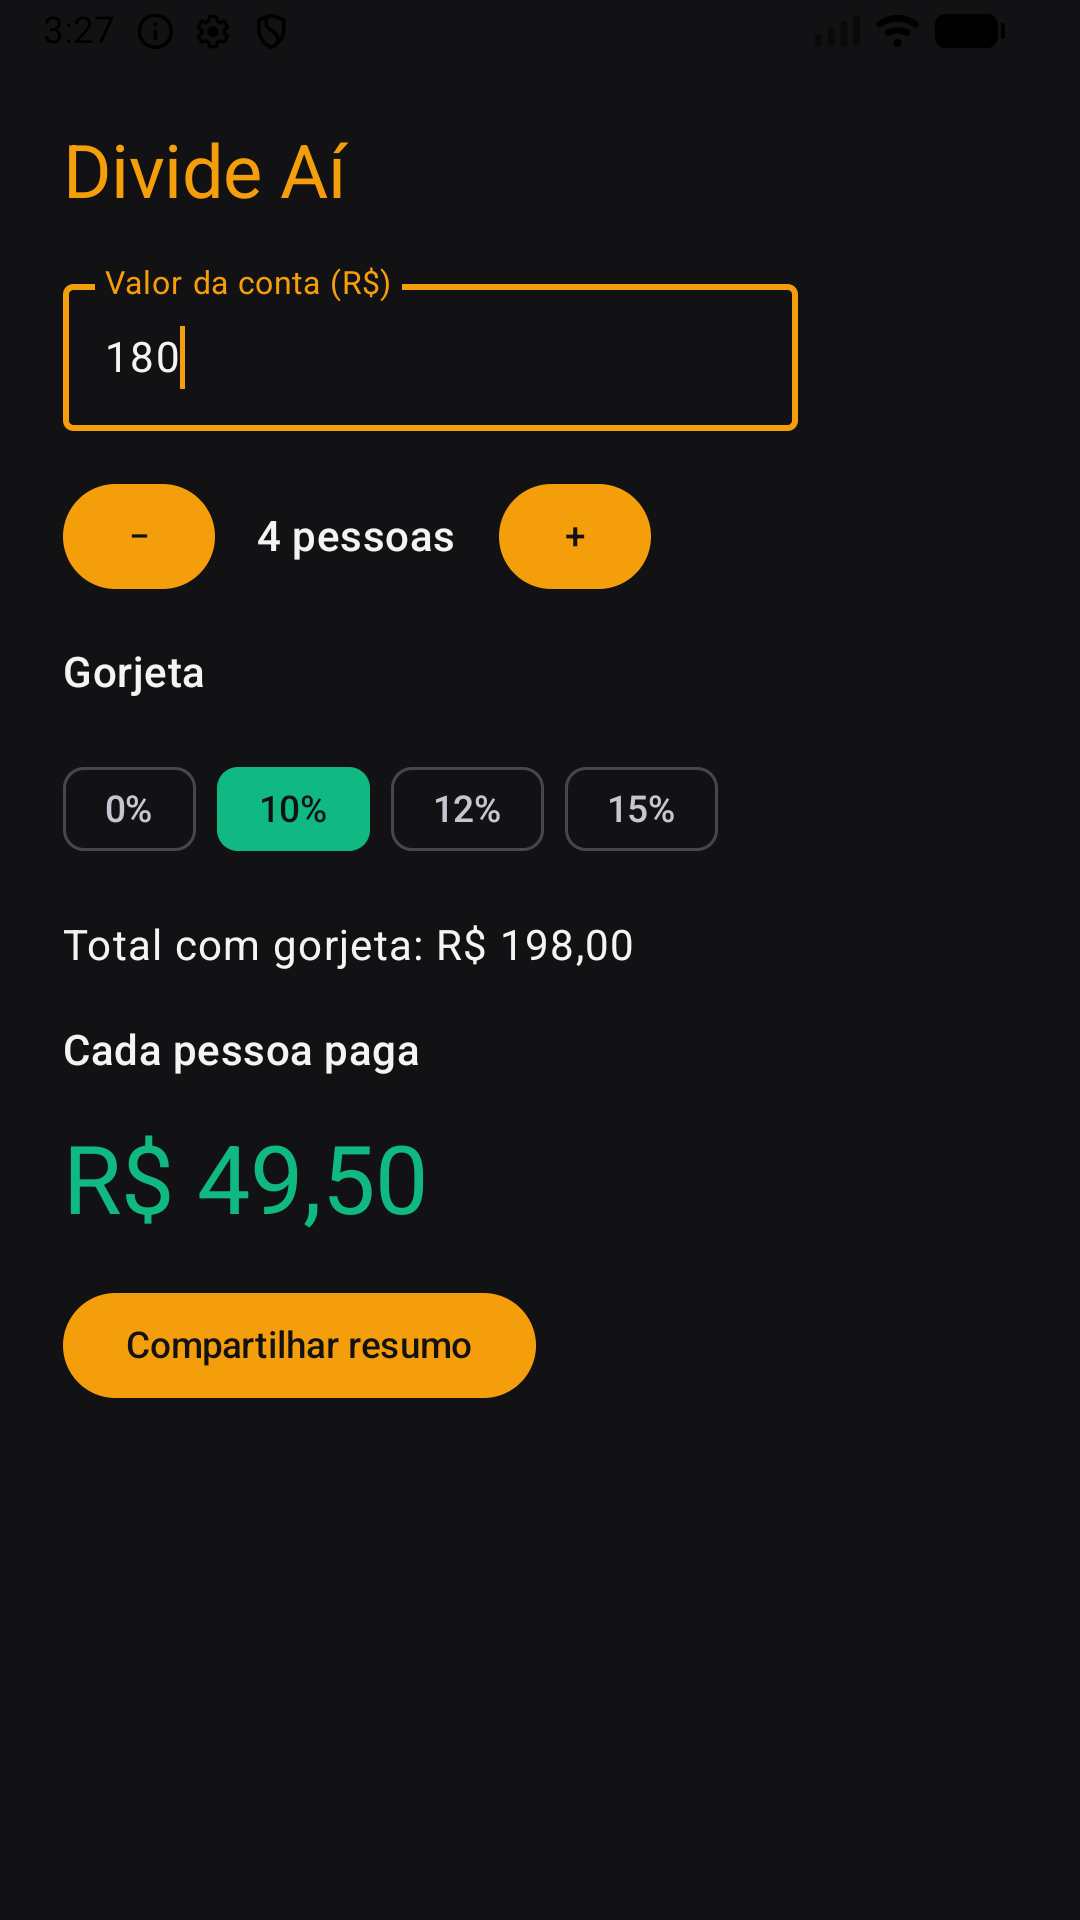 3:27
Divide Aí
Valor da conta (R$)
180
− 4 pessoas +
Gorjeta
0% 10% 12% 15%
Total com gorjeta: R$ 198,00
Cada pessoa paga
R$ 49,50
Compartilhar resumo